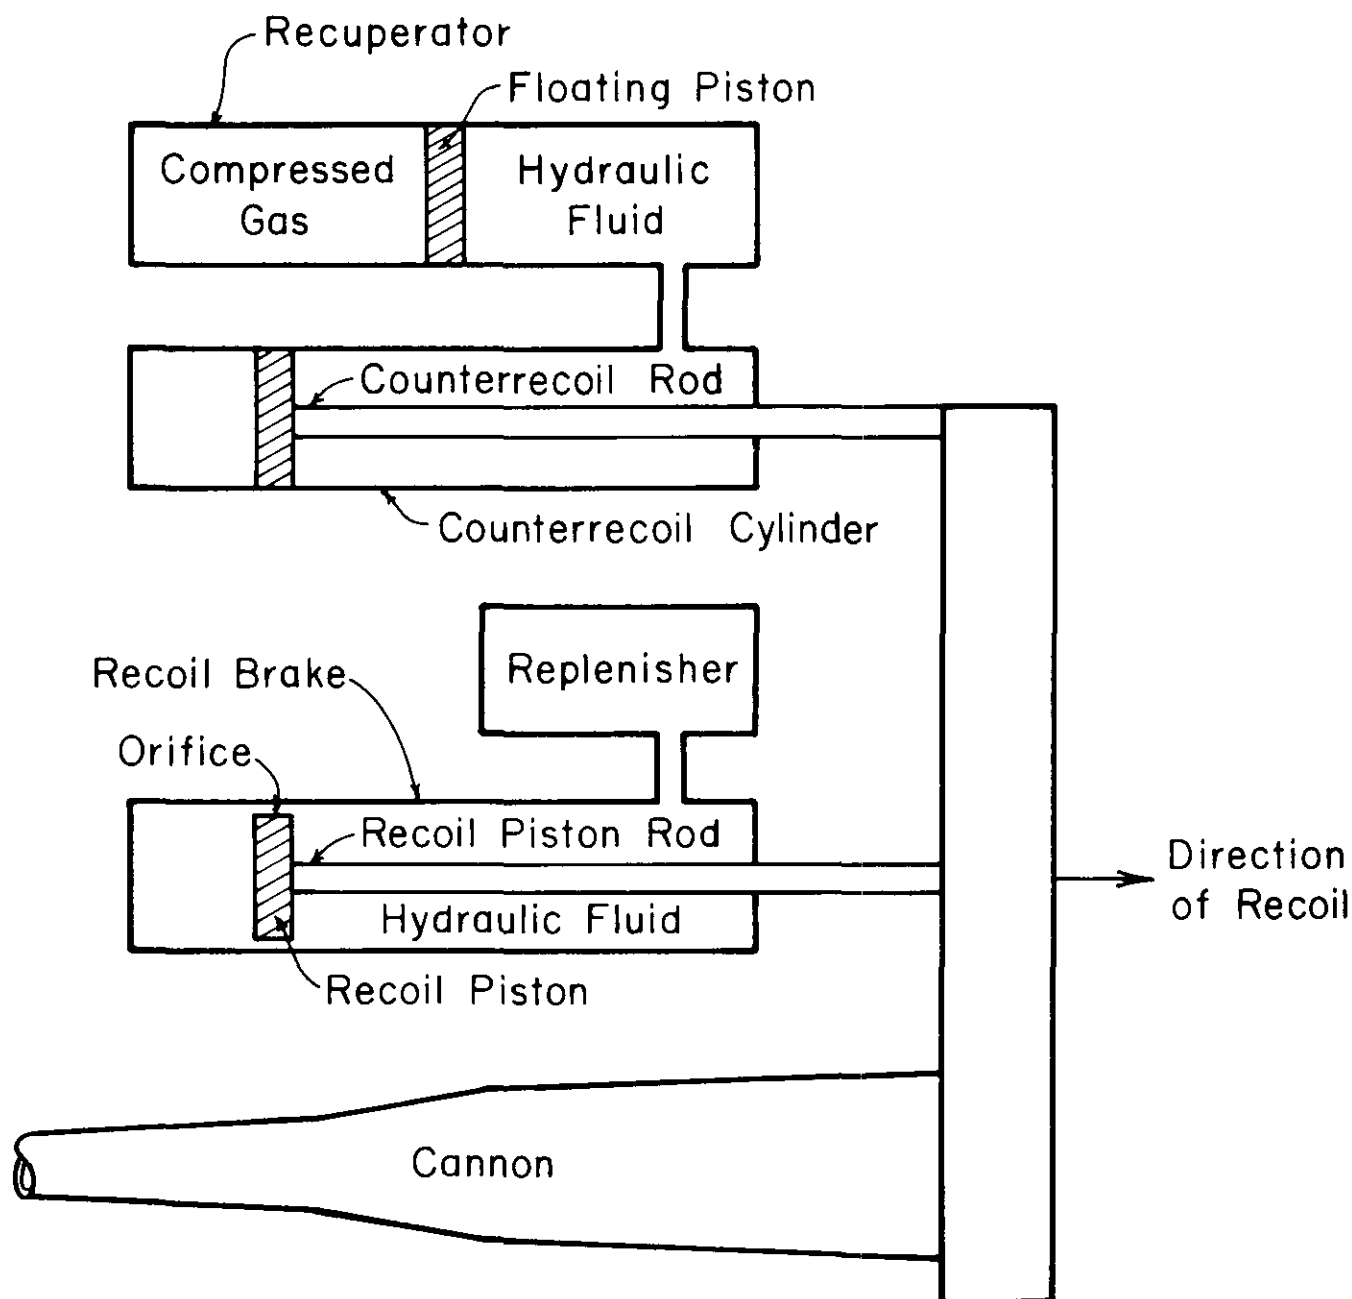 Recuperator
Floating Piston
Compressed
Gas
Hydraulic
Fluid
Counterrecoil Rod
Counterrecoil Cylinder
Replenisher
Recoil Brake
Orifice
Recoil Piston Rod
Hydraulic Fluid
Recoil Piston
Direction
of Recoil
Cannon